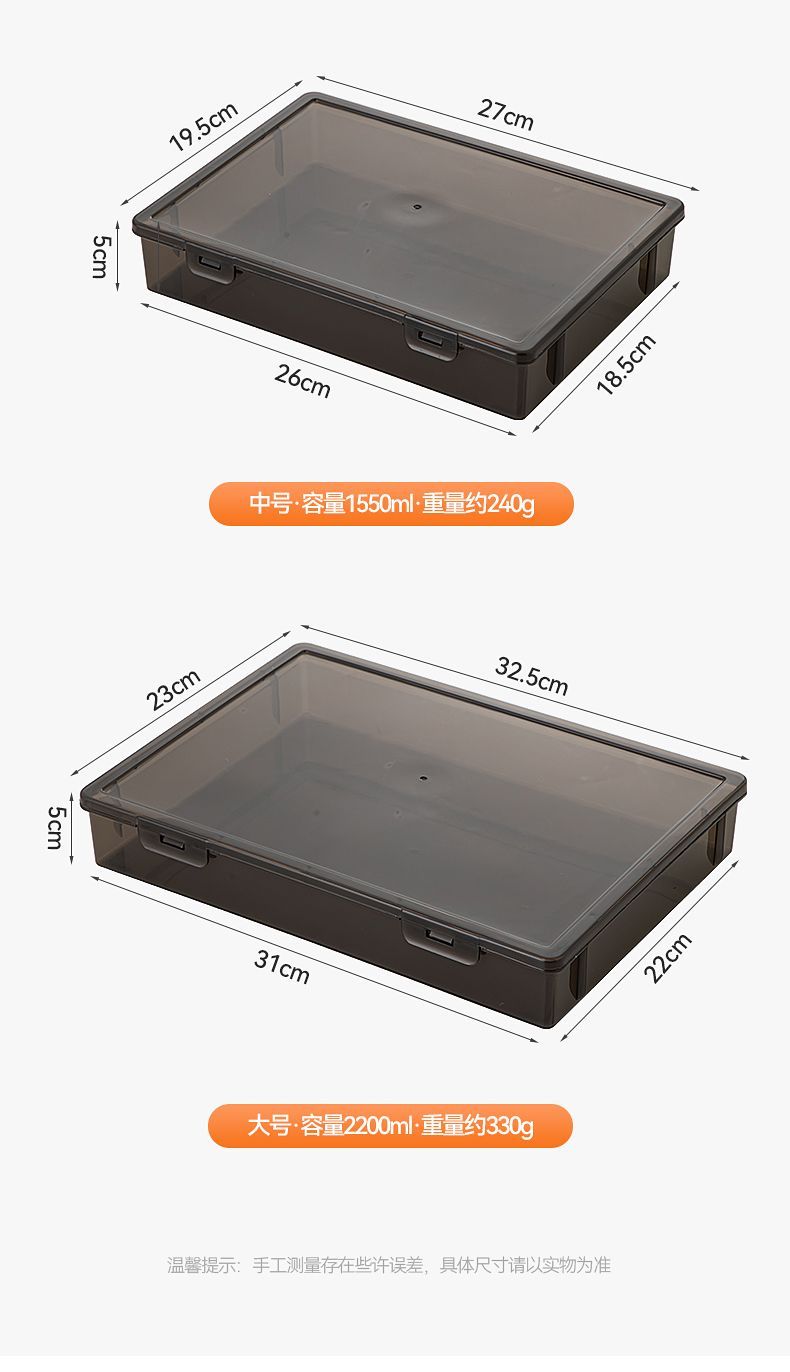 27cm
19.5cm
5cm
26cm
18.5cm
中号·容量1550ml·重量约240g
32.5cm
23cm
5cm
31cm
22cm
大号·容量2200ml·重量约330g
温馨提示：手工测量存在些许误差，具体尺寸请以实物为准